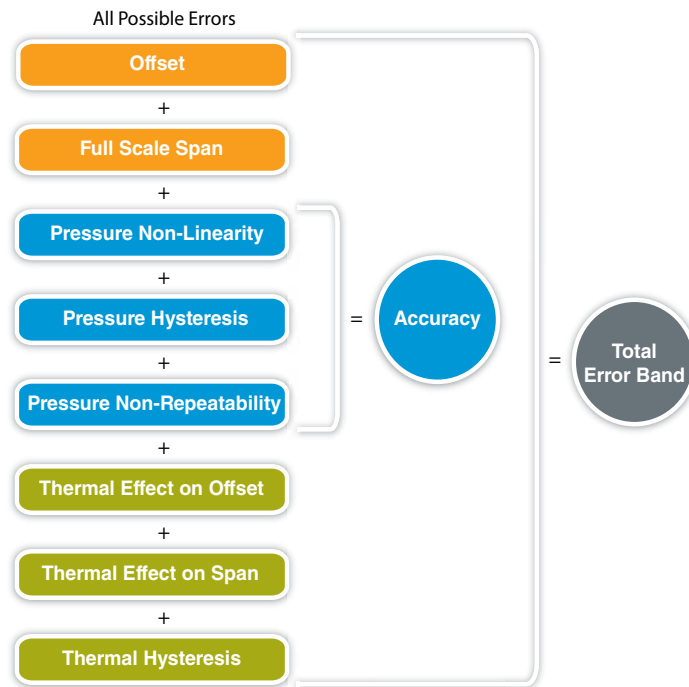 All Possible Errors
Offset
+
Full Scale Span
+
Pressure Non-Linearity
+
Pressure Hysteresis
+
Pressure Non-Repeatability
+
Thermal Effect on Offset
+
Thermal Effect on Span
+
Thermal Hysteresis
=
Accuracy
=
Total
Error Band